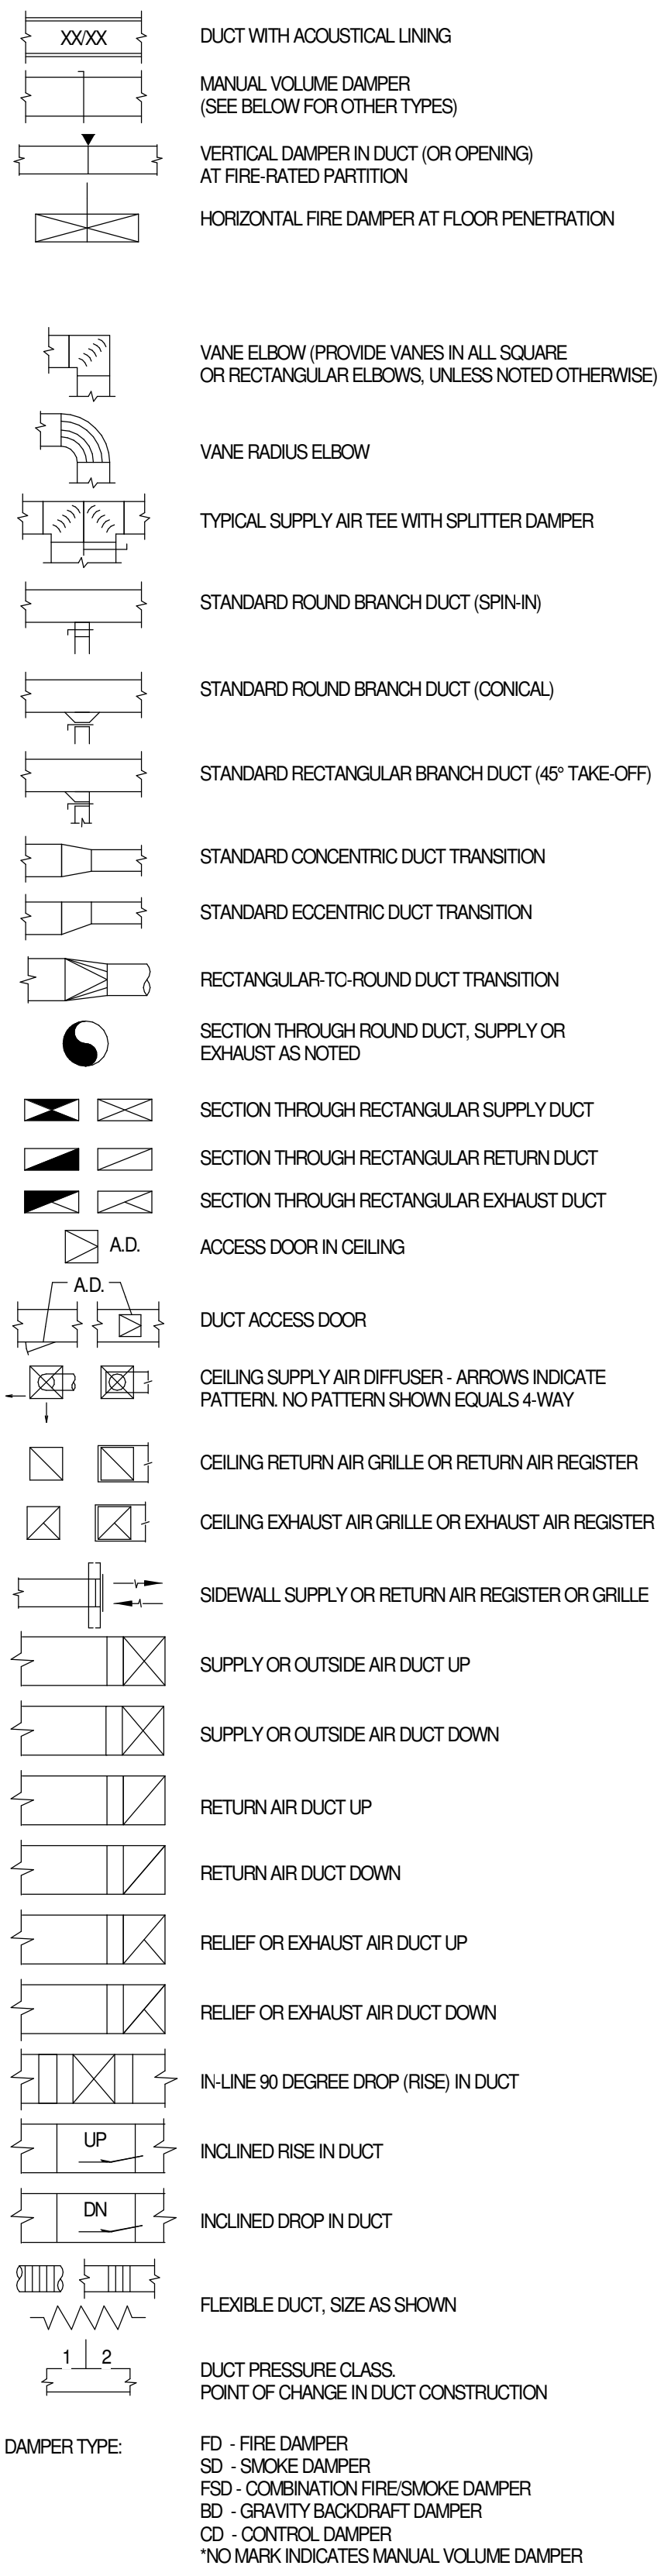 XX/XX DUCT WITH ACOUSTICAL LINING
MANUAL VOLUME DAMPER
(SEE BELOW FOR OTHER TYPES)
VERTICAL DAMPER IN DUCT (OR OPENING)
AT FIRE-RATED PARTITION
HORIZONTAL FIRE DAMPER AT FLOOR PENETRATION
VANE ELBOW (PROVIDE VANES IN ALL SQUARE
OR RECTANGULAR ELBOWS, UNLESS NOTED OTHERWISE)
VANE RADIUS ELBOW
TYPICAL SUPPLY AIR TEE WITH SPLITTER DAMPER
STANDARD ROUND BRANCH DUCT (SPIN-IN)
STANDARD ROUND BRANCH DUCT (CONICAL)
STANDARD RECTANGULAR BRANCH DUCT (45° TAKE-OFF)
STANDARD CONCENTRIC DUCT TRANSITION
STANDARD ECCENTRIC DUCT TRANSITION
RECTANGULAR-TO-ROUND DUCT TRANSITION
SECTION THROUGH ROUND DUCT, SUPPLY OR
EXHAUST AS NOTED
SECTION THROUGH RECTANGULAR SUPPLY DUCT
SECTION THROUGH RECTANGULAR RETURN DUCT
SECTION THROUGH RECTANGULAR EXHAUST DUCT
A.D. ACCESS DOOR IN CEILING
A.D.
DUCT ACCESS DOOR
CEILING SUPPLY AIR DIFFUSER - ARROWS INDICATE
PATTERN. NO PATTERN SHOWN EQUALS 4-WAY
CEILING RETURN AIR GRILLE OR RETURN AIR REGISTER
CEILING EXHAUST AIR GRILLE OR EXHAUST AIR REGISTER
SIDEWALL SUPPLY OR RETURN AIR REGISTER OR GRILLE
SUPPLY OR OUTSIDE AIR DUCT UP
SUPPLY OR OUTSIDE AIR DUCT DOWN
RETURN AIR DUCT UP
RETURN AIR DUCT DOWN
RELIEF OR EXHAUST AIR DUCT UP
RELIEF OR EXHAUST AIR DUCT DOWN
IN-LINE 90 DEGREE DROP (RISE) IN DUCT
UP INCLINED RISE IN DUCT
DN INCLINED DROP IN DUCT
FLEXIBLE DUCT, SIZE AS SHOWN
1 2
DUCT PRESSURE CLASS.
POINT OF CHANGE IN DUCT CONSTRUCTION
DAMPER TYPE: FD - FIRE DAMPER
SD - SMOKE DAMPER
FSD - COMBINATION FIRE/SMOKE DAMPER
BD - GRAVITY BACKDRAFT DAMPER
CD - CONTROL DAMPER
*NO MARK INDICATES MANUAL VOLUME DAMPER